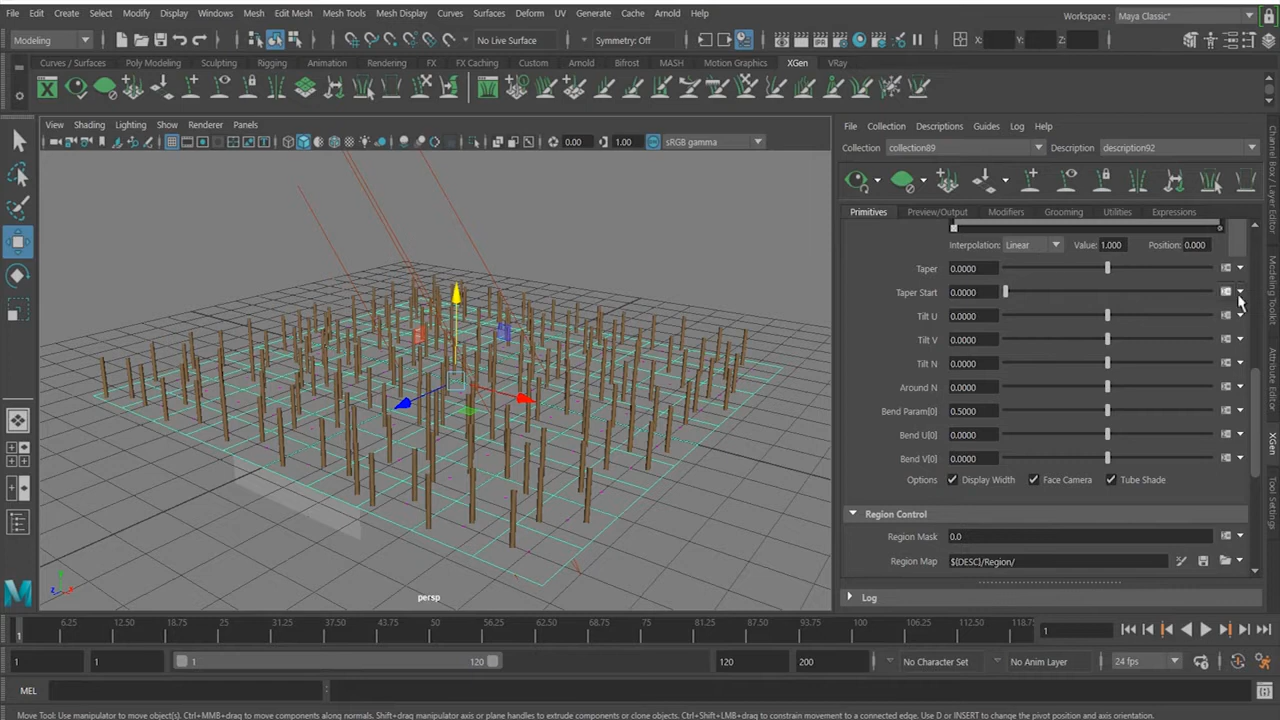 File Edit Create Select Modify Display Windows Mesh Edit Mesh Mesh Tools Mesh Display Curves Surfaces Deform UV Generate Cache Arnold Help
Workspace : Maya Classic*
Modeling No Live Surface Symmetry: Off X: Y: Z:
Curves / Surfaces Poly Modeling Sculpting Rigging Animation Rendering FX FX Caching Custom Arnold Bifrost MASH Motion Graphics XGen VRay
View Shading Lighting Show Renderer Panels
0.00 1.00 sRGB gamma
File Collection Descriptions Guides Log Help
Collection collection89 Description description92
Primitives Preview/Output Modifiers Grooming Utilities Expressions
Interpolation: Linear Value: 1.000 Position: 0.000
Taper 0.0000
Taper Start 0.0000
Tilt U 0.0000
Tilt V 0.0000
Tilt N 0.0000
Around N 0.0000
Bend Param[0] 0.5000
Bend U[0] 0.0000
Bend V[0] 0.0000
Options Display Width Face Camera Tube Shade
Region Control
Region Mask 0.0
Region Map ${DESC}/Region/
Log
Channel Box / Layer Editor
Modeling Toolkit
Attribute Editor
XGen
Tool Settings
persp
1 6.25 12.50 18.75 25 31.25 37.50 43.75 50 56.25 62.50 68.75 75 81.25 87.50 93.75 100 106.25 112.50 118.75 1
1 1 1 120 120 200 No Character Set No Anim Layer 24 fps
MEL
Move Tool: Use manipulator to move object(s). Ctrl+MMB+drag to move components along normals. Shift+drag manipulator axis or plane handles to extrude components or clone objects. Ctrl+Shift+LMB+drag to constrain movement to a connected edge. Use D or INSERT to change the pivot position and axis orientation.